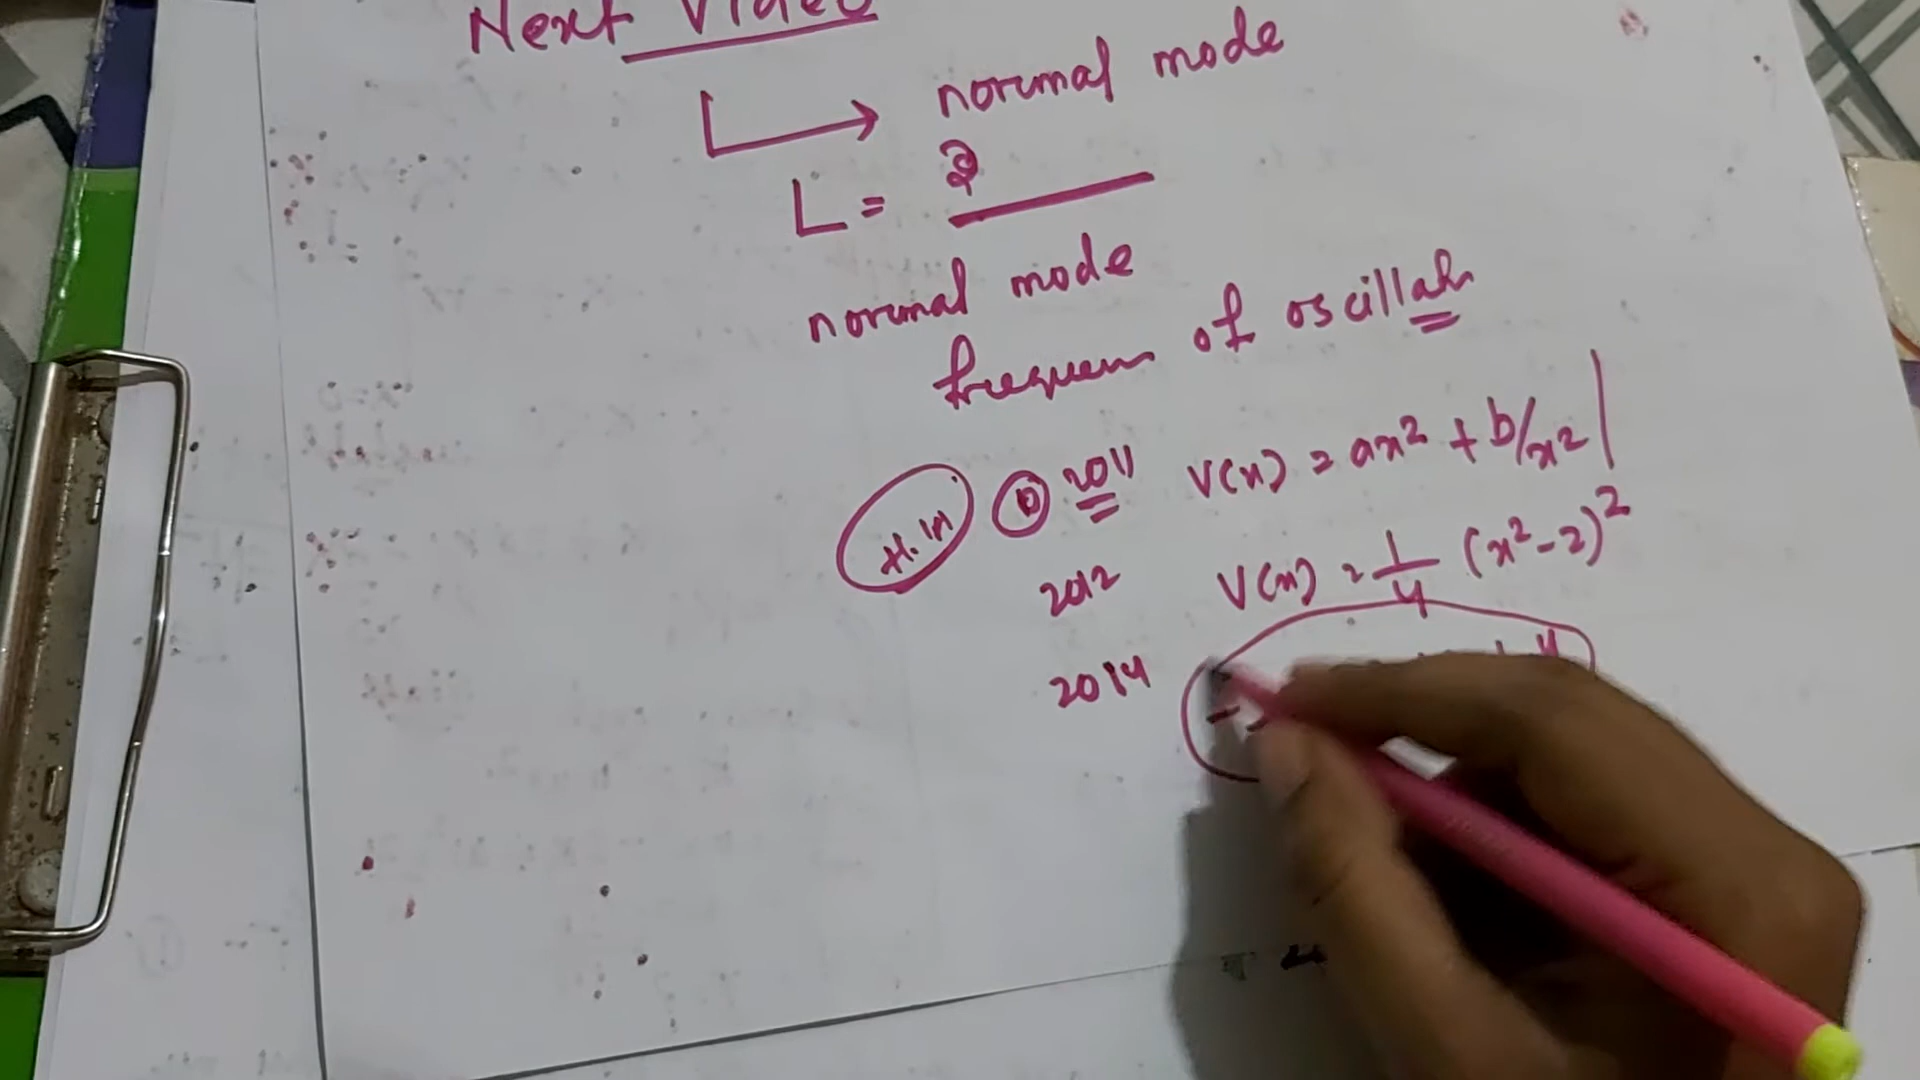 Next Video
normal mode
L =
normal mode
frequen of oscillatn
H.W ① 2011 V(x) = ax² + b/x²
2012 V(x) = 1/4 (x²-2)²
2014